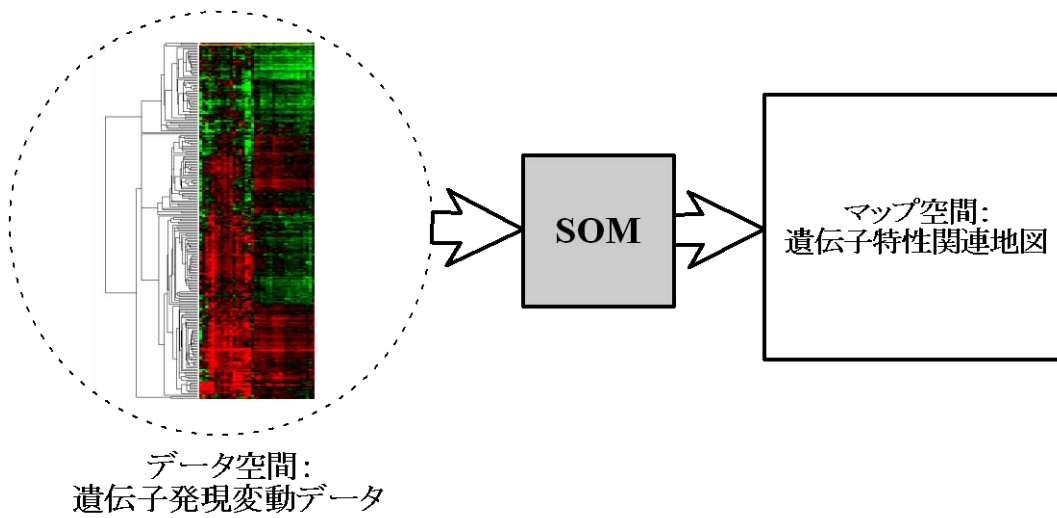 データ空間：
遺伝子発現変動データ
SOM
マップ空間：
遺伝子特性関連地図